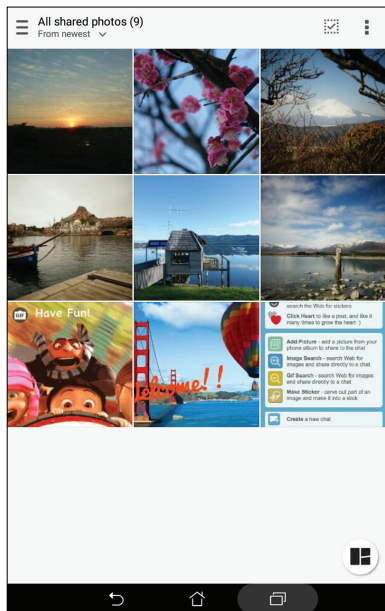 All shared photos (9)
From newest
GIF Have Fun!
Welcome!!
search the Web for stickers
Click Heart to like a post, and like it
many times to grow the heart :)
Add Picture - add a picture from your
phone album to share to the chat
Image Search - search Web for
images and share directly to a chat
Gif Search - search Web for images
and share directly to a chat
Make Sticker - carve out part of an
image and make it into a stick
Create a new chat